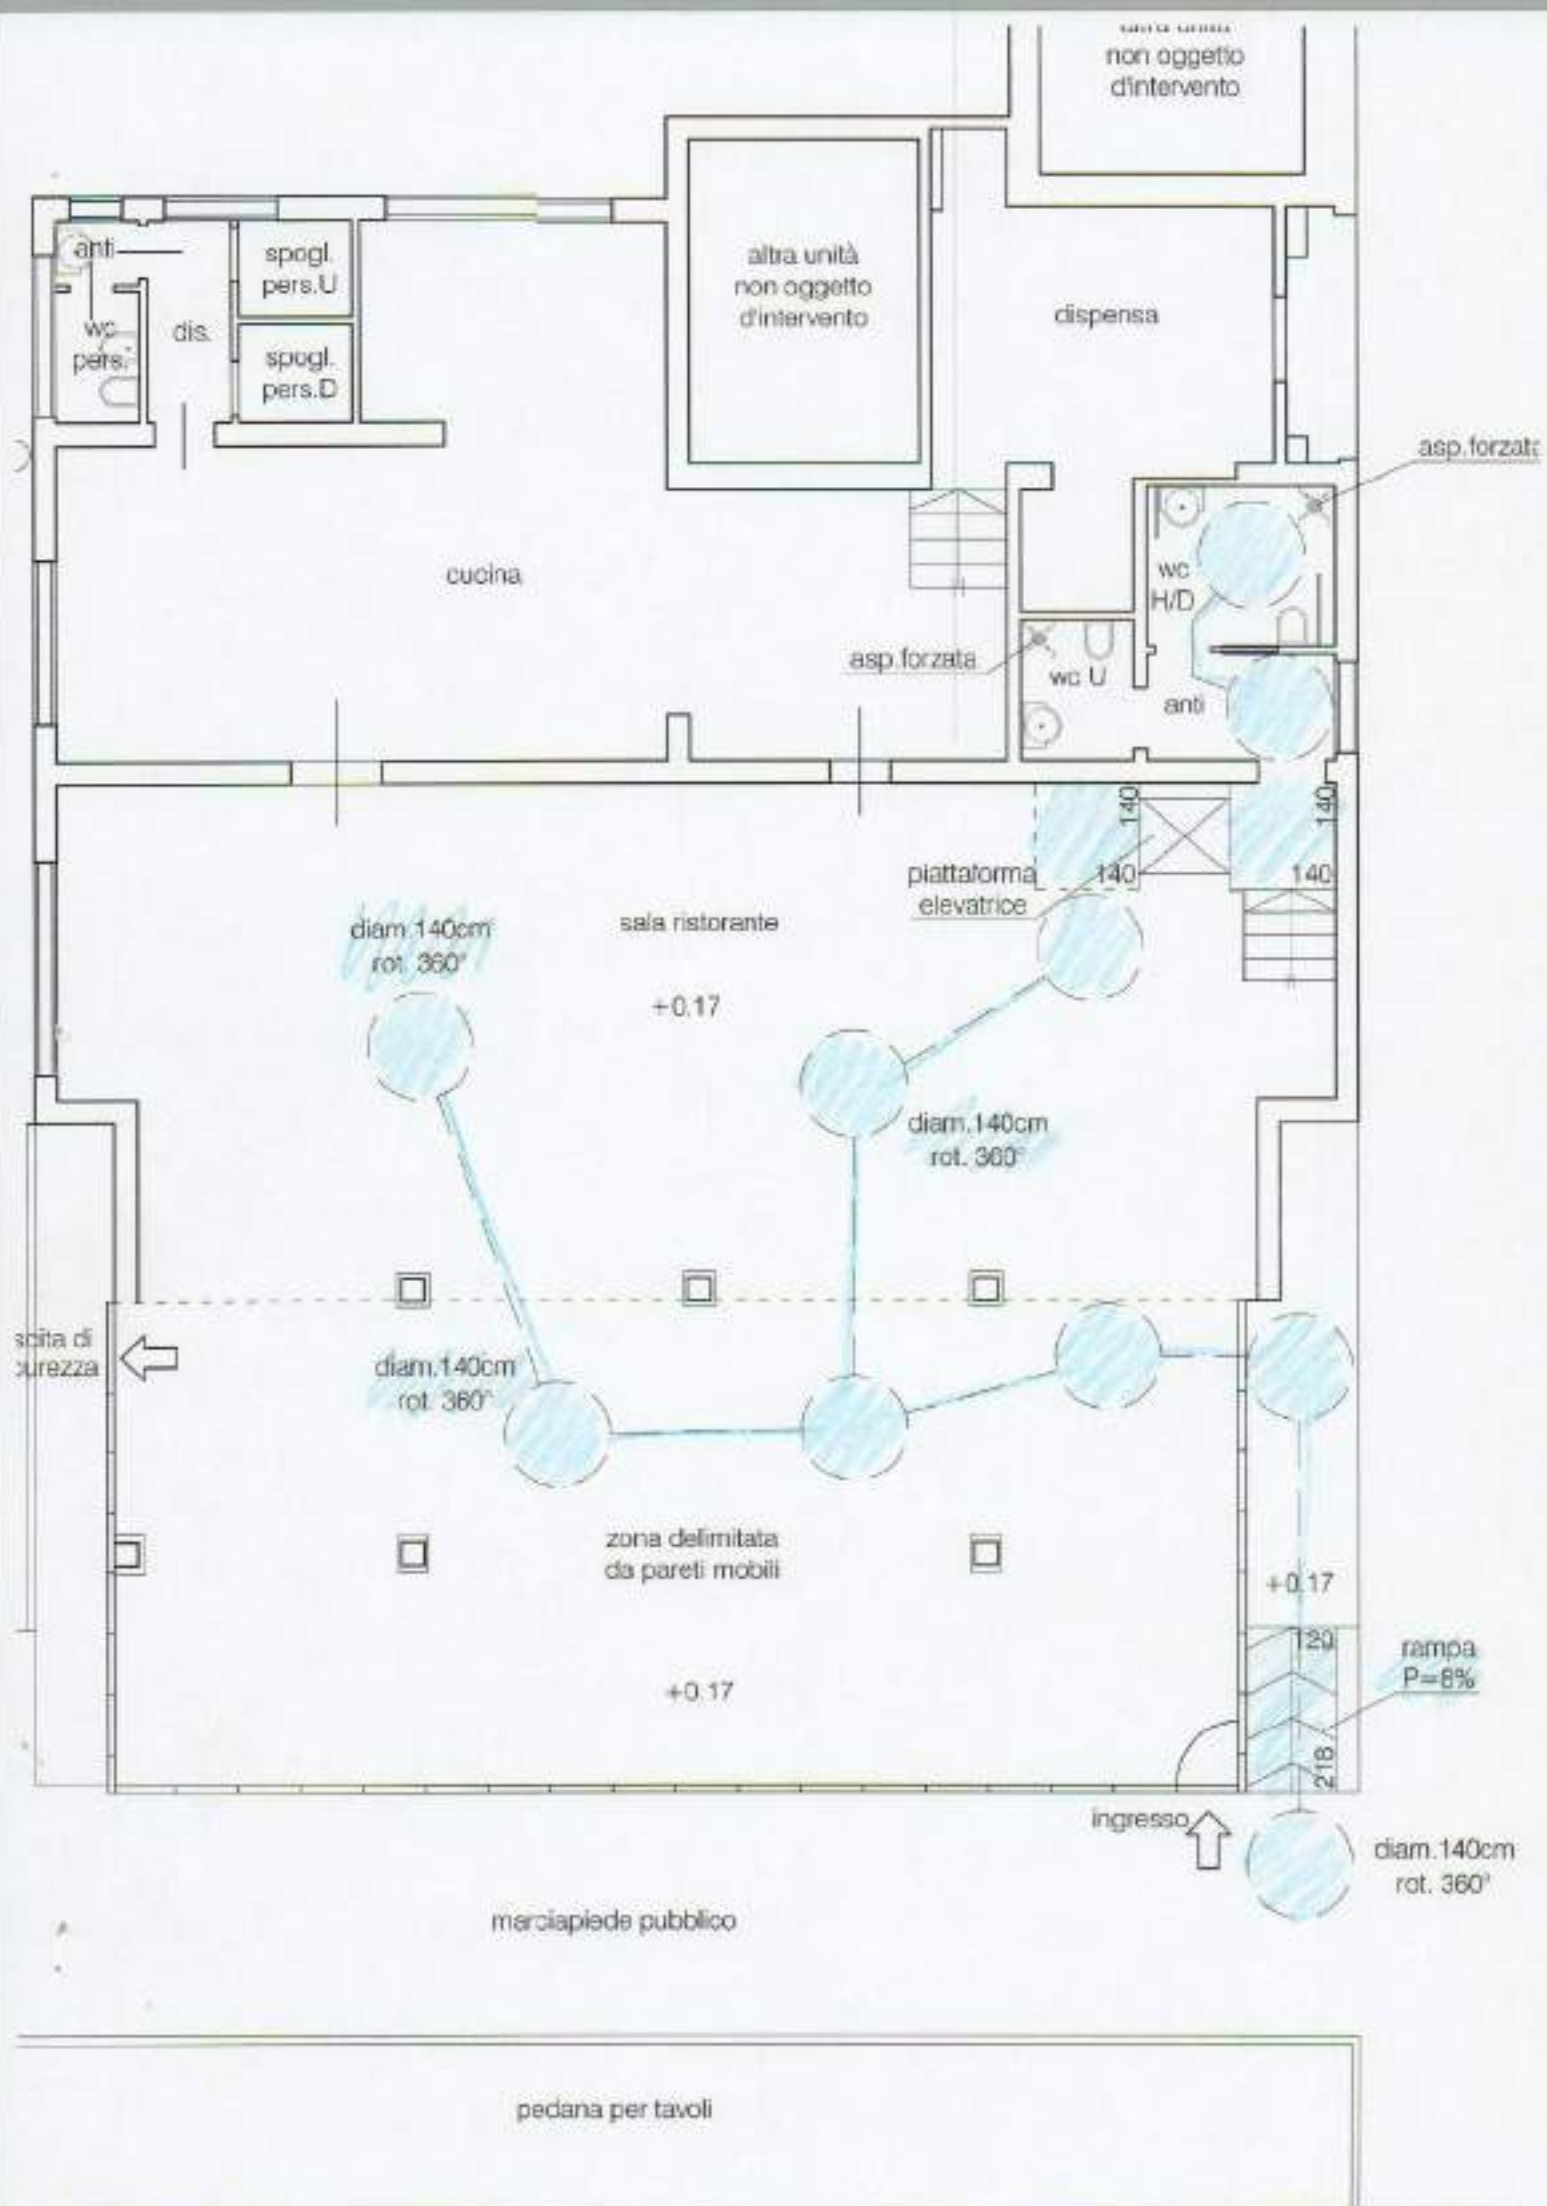 non oggetto
d'intervento
anti
spogl.
pers.U
altra unità
non oggetto
d'intervento
dispensa
wc
pers.
dis.
spogl.
pers.D
asp.forzata
cucina
wc
H/D
asp.forzata
wc U
anti
140
140
piattaforma
elevatrice
140
140
diam.140cm
rot. 360°
sala ristorante
+0.17
diam.140cm
rot. 360°
scita di
curezza
diam.140cm
rot. 360°
zona delimitata
da pareti mobili
+0.17
120
rampa
P=8%
+0.17
218
ingresso
diam.140cm
rot. 360°
marciapiede pubblico
pedana per tavoli